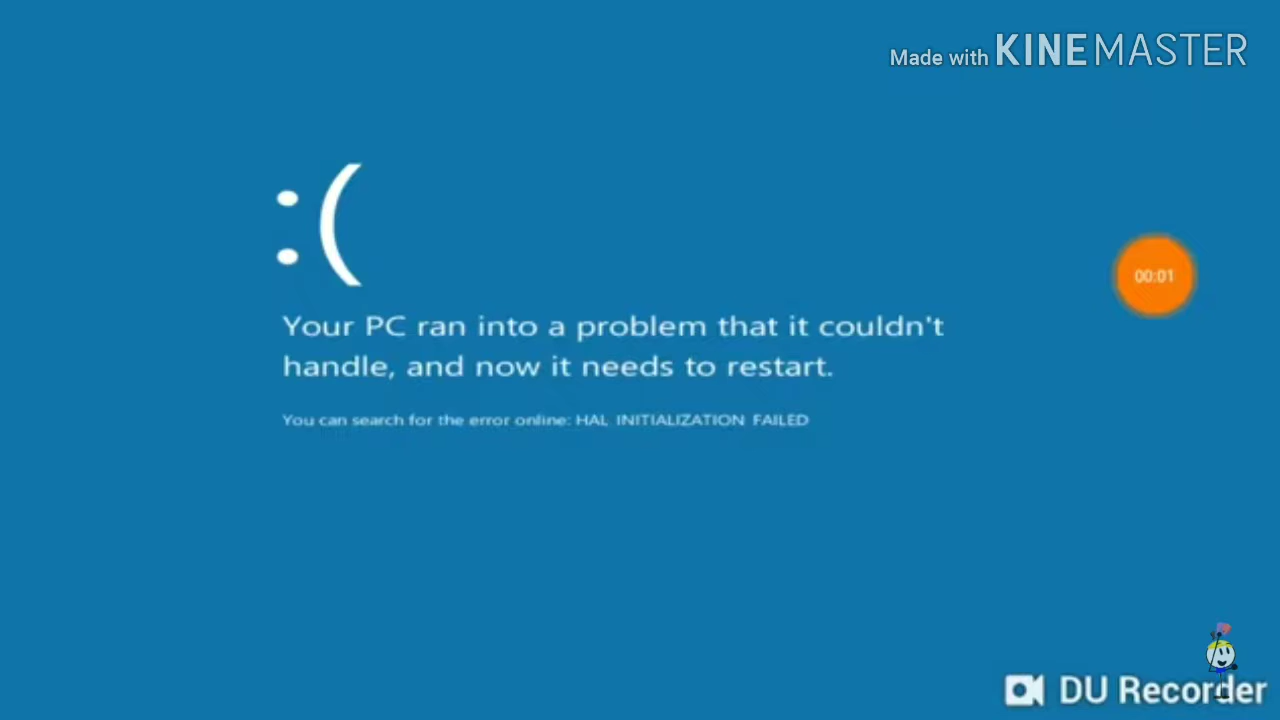 Made with KINEMASTER
:(
00:01
Your PC ran into a problem that it couldn't
handle, and now it needs to restart.
You can search for the error online: HAL INITIALIZATION FAILED
DU Recorder